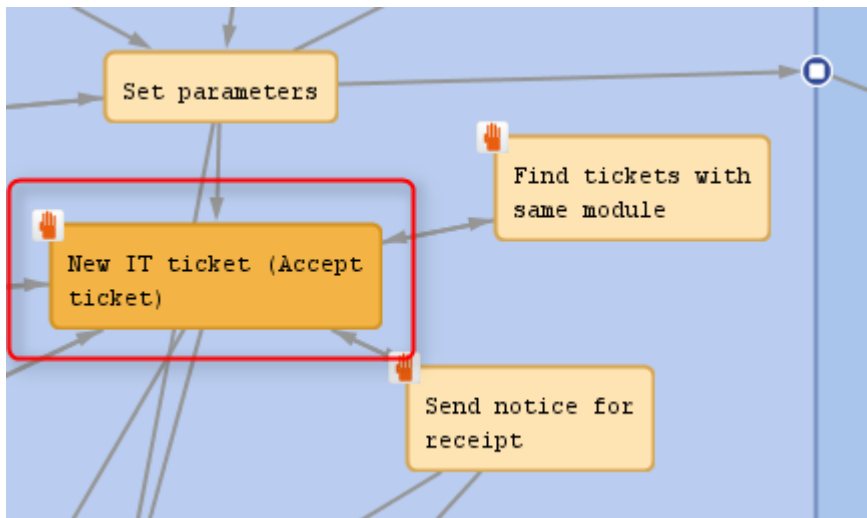 Set parameters
Find tickets with
same module
New IT ticket (Accept
ticket)
Send notice for
receipt